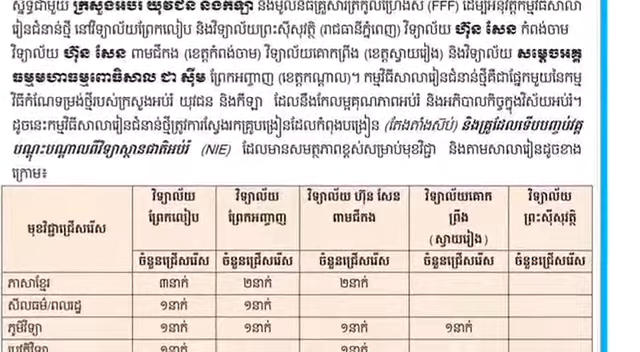 ស្នូទ្ធជាមួយ ក្រសួងអប់រំ យុវជន និងកីឡា និងមូលនិធិគ្រួសារត្រកូលប្រោងស៍ (FFF) ដើម្បីអនុវត្តកម្មវិធីសាលា
រៀនជំនាន់ថ្មី នៅវិទ្យាល័យព្រែកលៀប និងវិទ្យាល័យព្រះស៊ីសុវត្ថិ (រាជធានីភ្នំពេញ) វិទ្យាល័យ ហ៊ុន សែន កំពង់ចាម
វិទ្យាល័យ ហ៊ុន សែន ពាមជីកង (ខេត្តកំពង់ចាម) វិទ្យាល័យគោកព្រីង (ខេត្តស្វាយរៀង) និងវិទ្យាល័យ សម្តេចអគ្គ
ធម្មមហាធម្មពោធិសាល ជា ស៊ីម ព្រែកអញ្ចាញ (ខេត្តកណ្តាល)។ កម្មវិធីសាលារៀនជំនាន់ថ្មីគឺជាផ្នែកមួយនៃកម្ម
វិធីកំណែទម្រង់ថ្មីរបស់ក្រសួងអប់រំ យុវជន និងកីឡា ដែលនឹងកែលម្អគុណភាពអប់រំ និងអភិបាលកិច្ចក្នុងវិស័យអប់រំ។
ដូចនេះកម្មវិធីសាលារៀនជំនាន់ថ្មីត្រូវការស្វែងរកគ្រូបង្រៀនដែលកំពុងបង្រៀន (តែងតាំងស៊ប់) និងគ្រូដែលទើបបញ្ចប់វគ្គ
បណ្តុះបណ្តាលពីវិទ្យាស្ថានជាតិអប់រំ (NIE) ដែលមានសមត្ថភាពខ្ពស់សម្រាប់មុខវិជ្ជា និងតាមសាលារៀនដូចខាង
ក្រោម៖
មុខវិជ្ជាជ្រើសរើស វិទ្យាល័យ ព្រែកលៀប វិទ្យាល័យ ព្រែកអញ្ចាញ វិទ្យាល័យ ហ៊ុន សែន ពាមជីកង វិទ្យាល័យគោក ព្រីង (ស្វាយរៀង) វិទ្យាល័យ ព្រះស៊ីសុវត្ថិ
ចំនួនជ្រើសរើស ចំនួនជ្រើសរើស ចំនួនជ្រើសរើស ចំនួនជ្រើសរើស ចំនួនជ្រើសរើស
ភាសាខ្មែរ ៣នាក់ ២នាក់ ២នាក់
សីលធម៌/ពលរដ្ឋ ១នាក់ ១នាក់
ភូមិវិទ្យា ១នាក់ ១នាក់ ១នាក់ ១នាក់
ប្រវត្តិវិទ្យា ១នាក់ ១នាក់